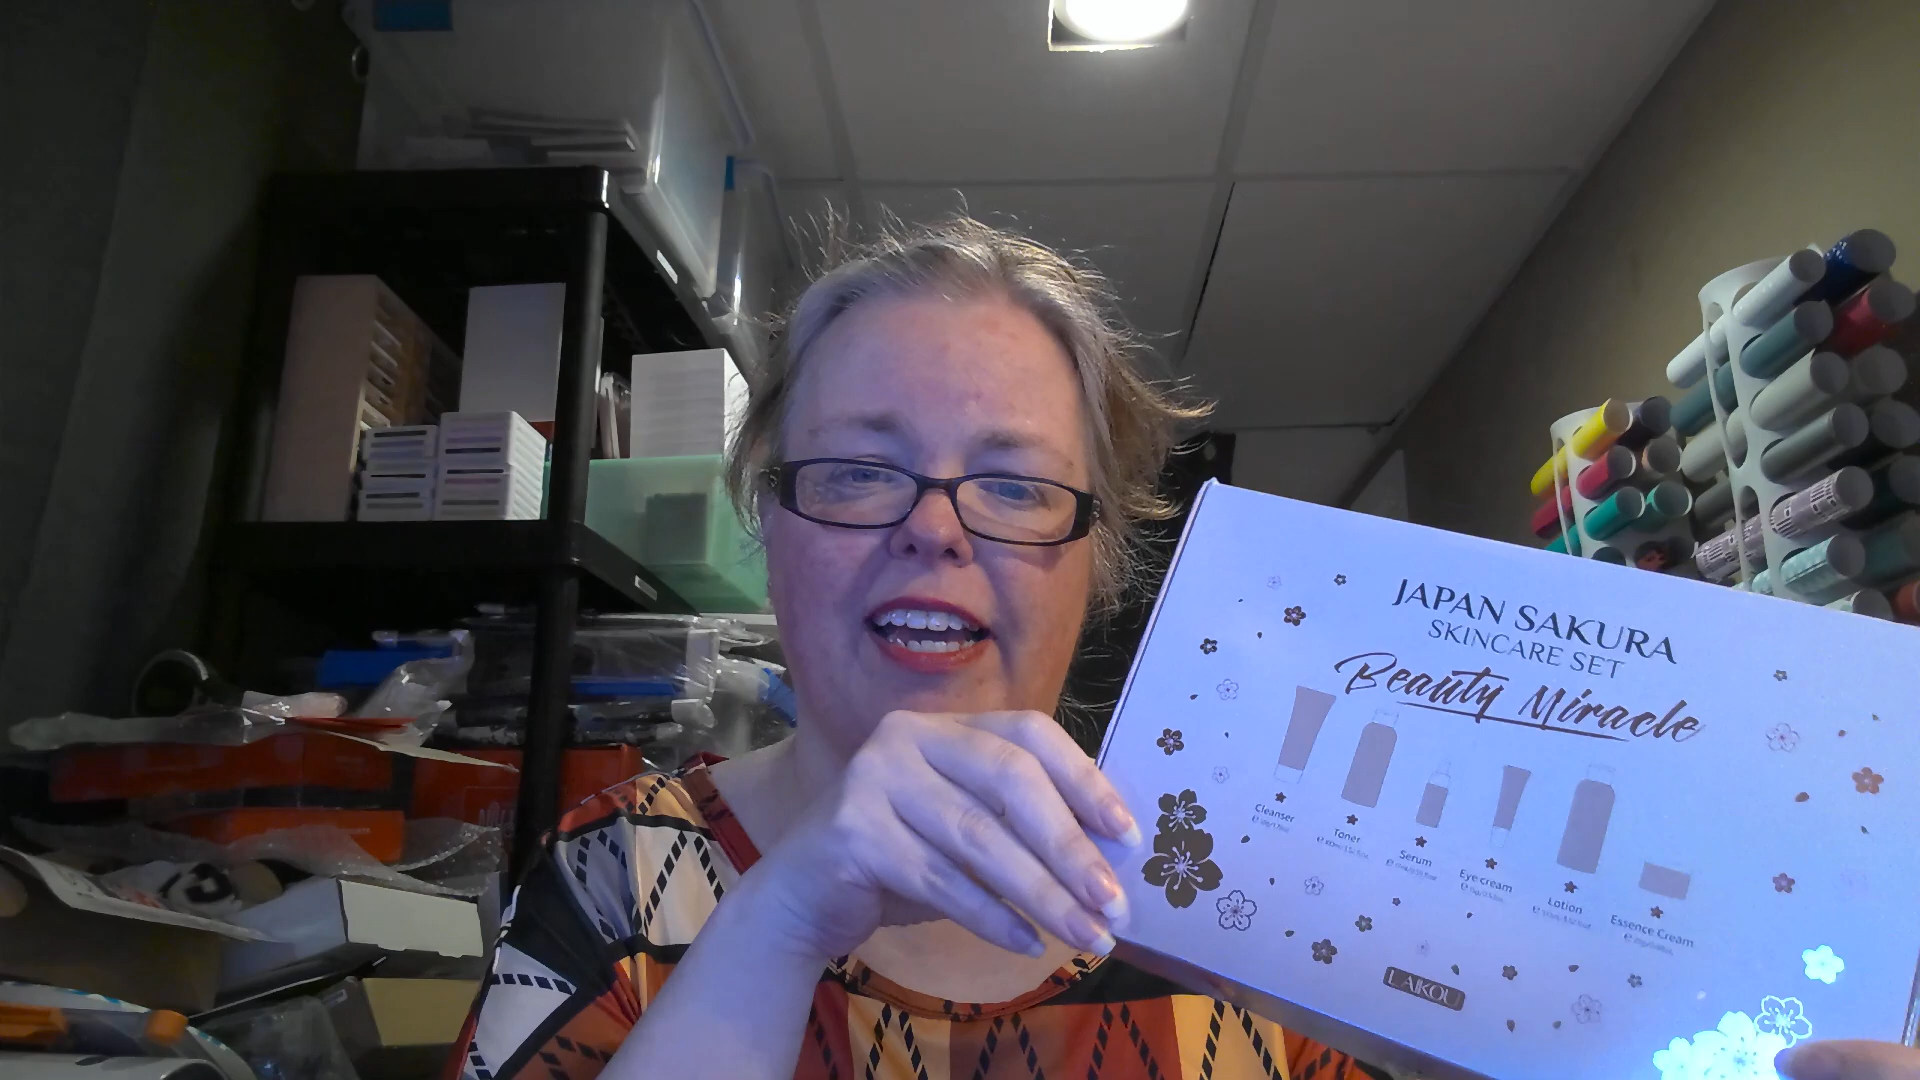 JAPAN SAKURA
SKINCARE SET
Beauty Miracle
Cleanser
Toner
Serum
Eye cream
Lotion
Essence Cream
LAIKOU